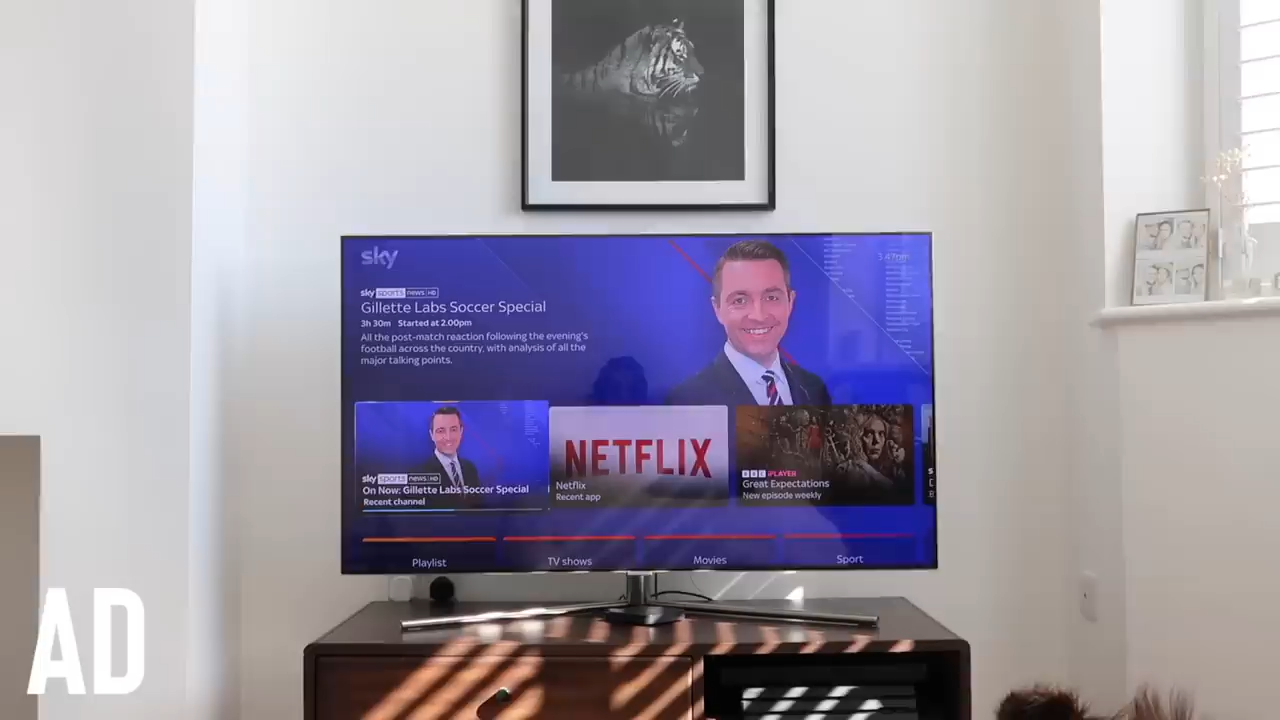 sky
3.47pm
sky sports news HD
Gillette Labs Soccer Special
3h 30m Started at 2.00pm
All the post-match reaction following the evening's
football across the country, with analysis of all the
major talking points.
sky sports news HD
On Now: Gillette Labs Soccer Special
Recent channel
NETFLIX
Netflix
Recent app
BBC iPLAYER
Great Expectations
New episode weekly
Playlist
TV shows
Movies
Sport
AD